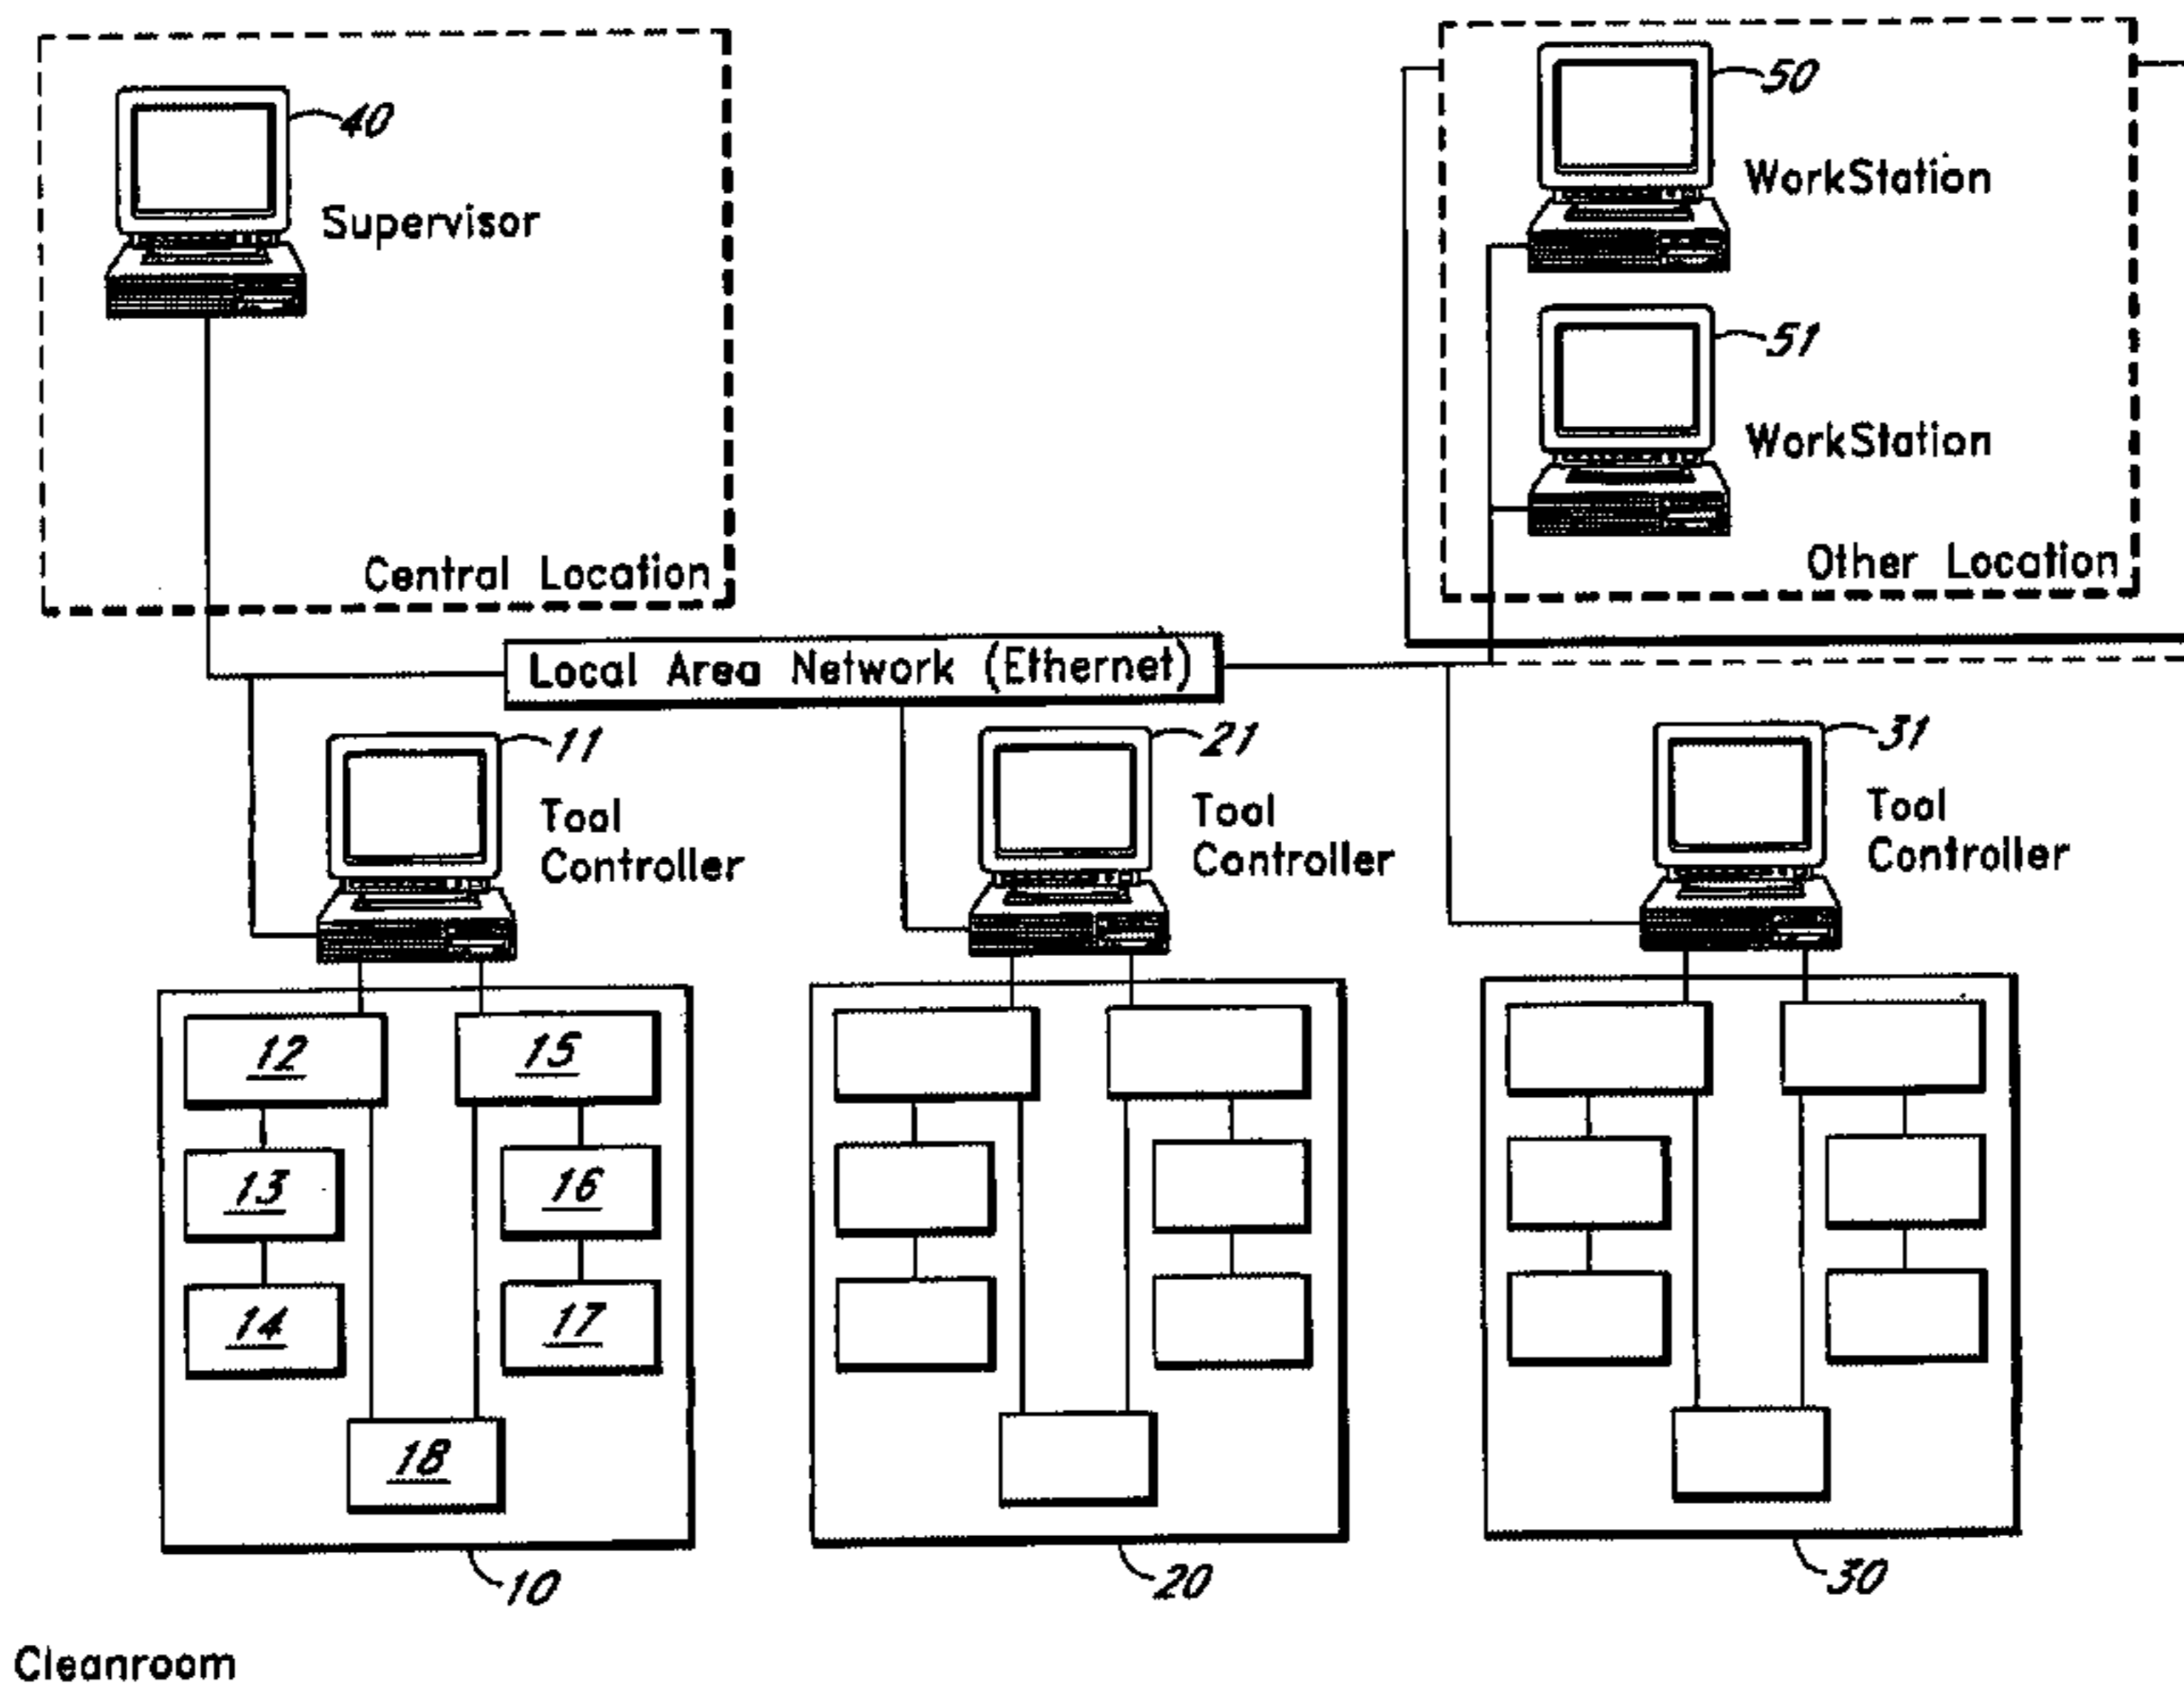 40
Supervisor
Central Location
50
WorkStation
51
WorkStation
Other Location
Local Area Network (Ethernet)
11
Tool
Controller
21
Tool
Controller
31
Tool
Controller
12
15
13
16
14
17
18
10
20
30
Cleanroom